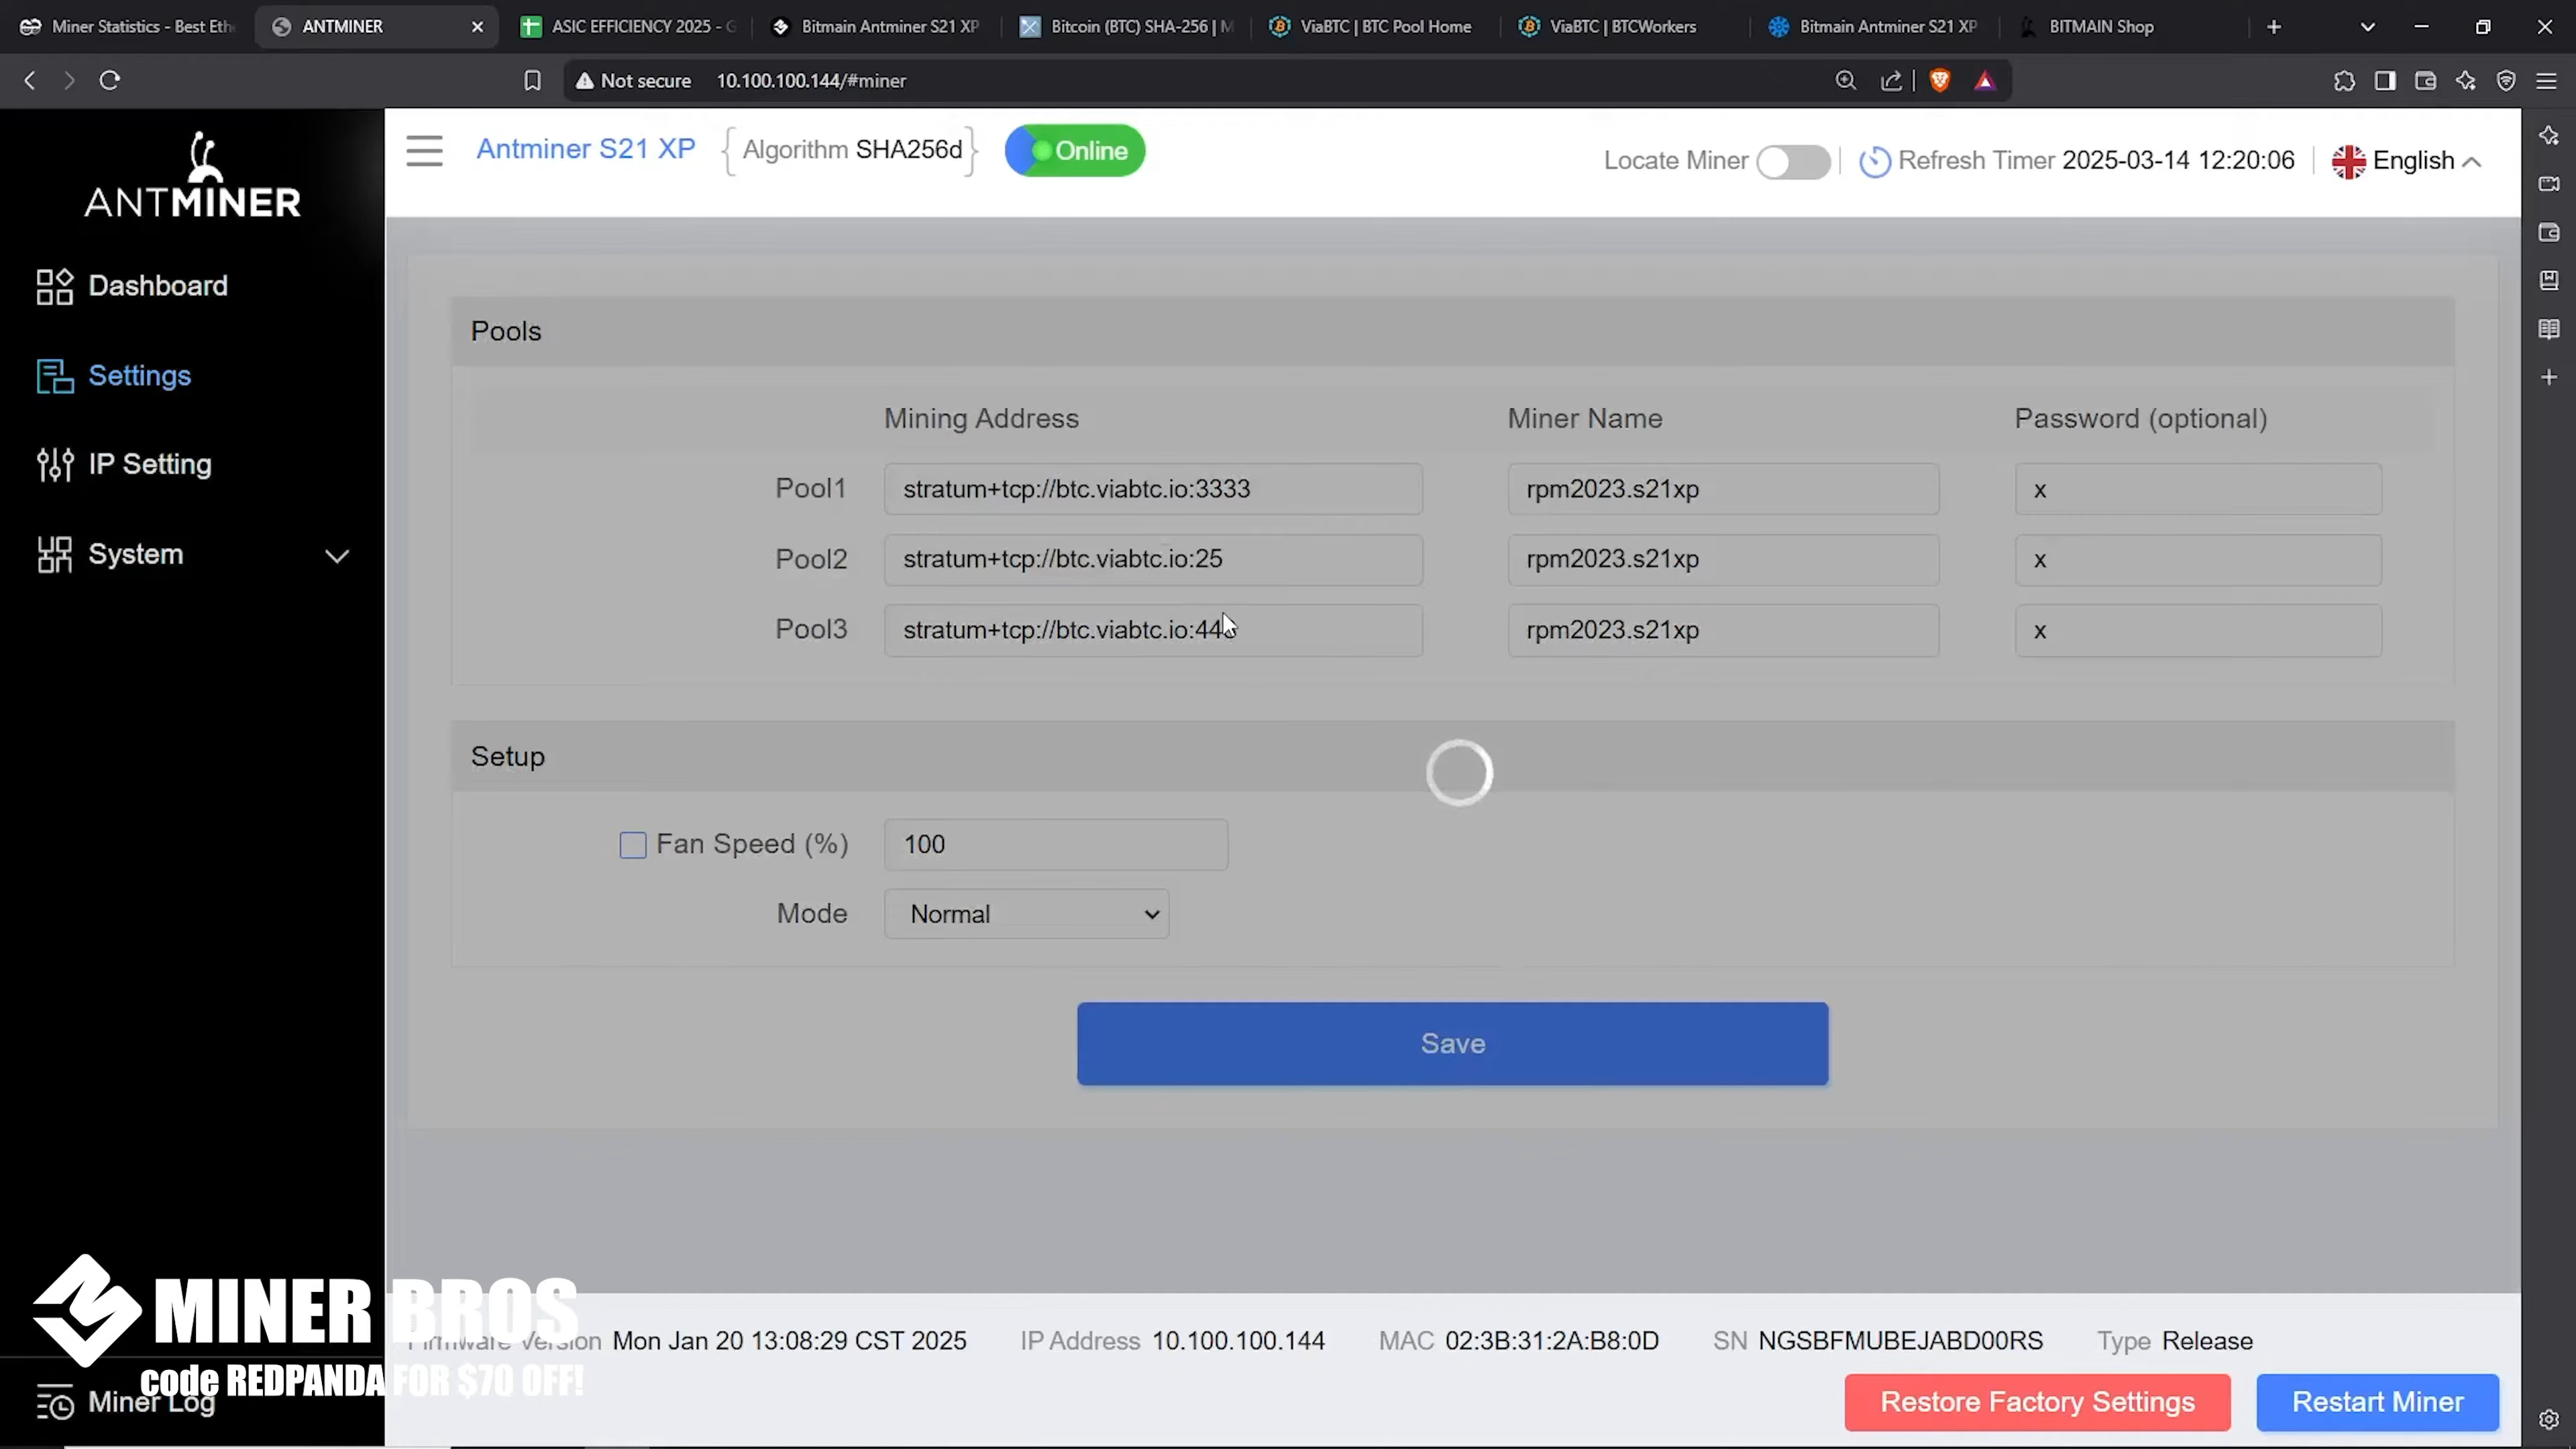 Miner Statistics - Best Eth
ANTMINER
ASIC EFFICIENCY 2025 - G
Bitmain Antminer S21 XP
Bitcoin (BTC) SHA-256 | M
ViaBTC | BTC Pool Home
ViaBTC | BTCWorkers
Bitmain Antminer S21 XP
BITMAIN Shop
Not secure 10.100.100.144/#miner
ANTMINER
Dashboard
Settings
IP Setting
System
Antminer S21 XP
Algorithm SHA256d
Online
Locate Miner
Refresh Timer 2025-03-14 12:20:06
English
Pools
Mining Address Miner Name Password (optional)
Pool1 stratum+tcp://btc.viabtc.io:3333 rpm2023.s21xp x
Pool2 stratum+tcp://btc.viabtc.io:25 rpm2023.s21xp x
Pool3 stratum+tcp://btc.viabtc.io:443 rpm2023.s21xp x
Setup
Fan Speed (%) 100
Mode Normal
Save
MINER BROS
code REDPANDA FOR $70 OFF!
Firmware Version Mon Jan 20 13:08:29 CST 2025 IP Address 10.100.100.144 MAC 02:3B:31:2A:B8:0D SN NGSBFMUBEJABD00RS Type Release
Miner Log
Restore Factory Settings
Restart Miner